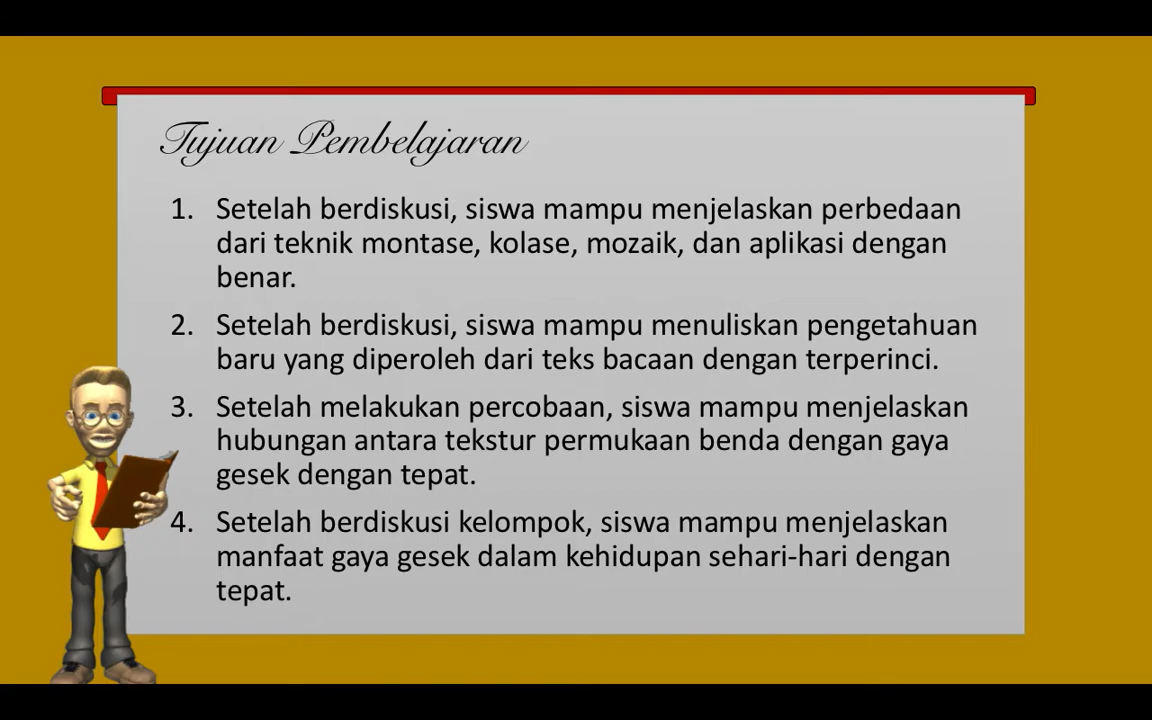 Tujuan Pembelajaran
1. Setelah berdiskusi, siswa mampu menjelaskan perbedaan
dari teknik montase, kolase, mozaik, dan aplikasi dengan
benar.
2. Setelah berdiskusi, siswa mampu menuliskan pengetahuan
baru yang diperoleh dari teks bacaan dengan terperinci.
3. Setelah melakukan percobaan, siswa mampu menjelaskan
hubungan antara tekstur permukaan benda dengan gaya
gesek dengan tepat.
4. Setelah berdiskusi kelompok, siswa mampu menjelaskan
manfaat gaya gesek dalam kehidupan sehari-hari dengan
tepat.